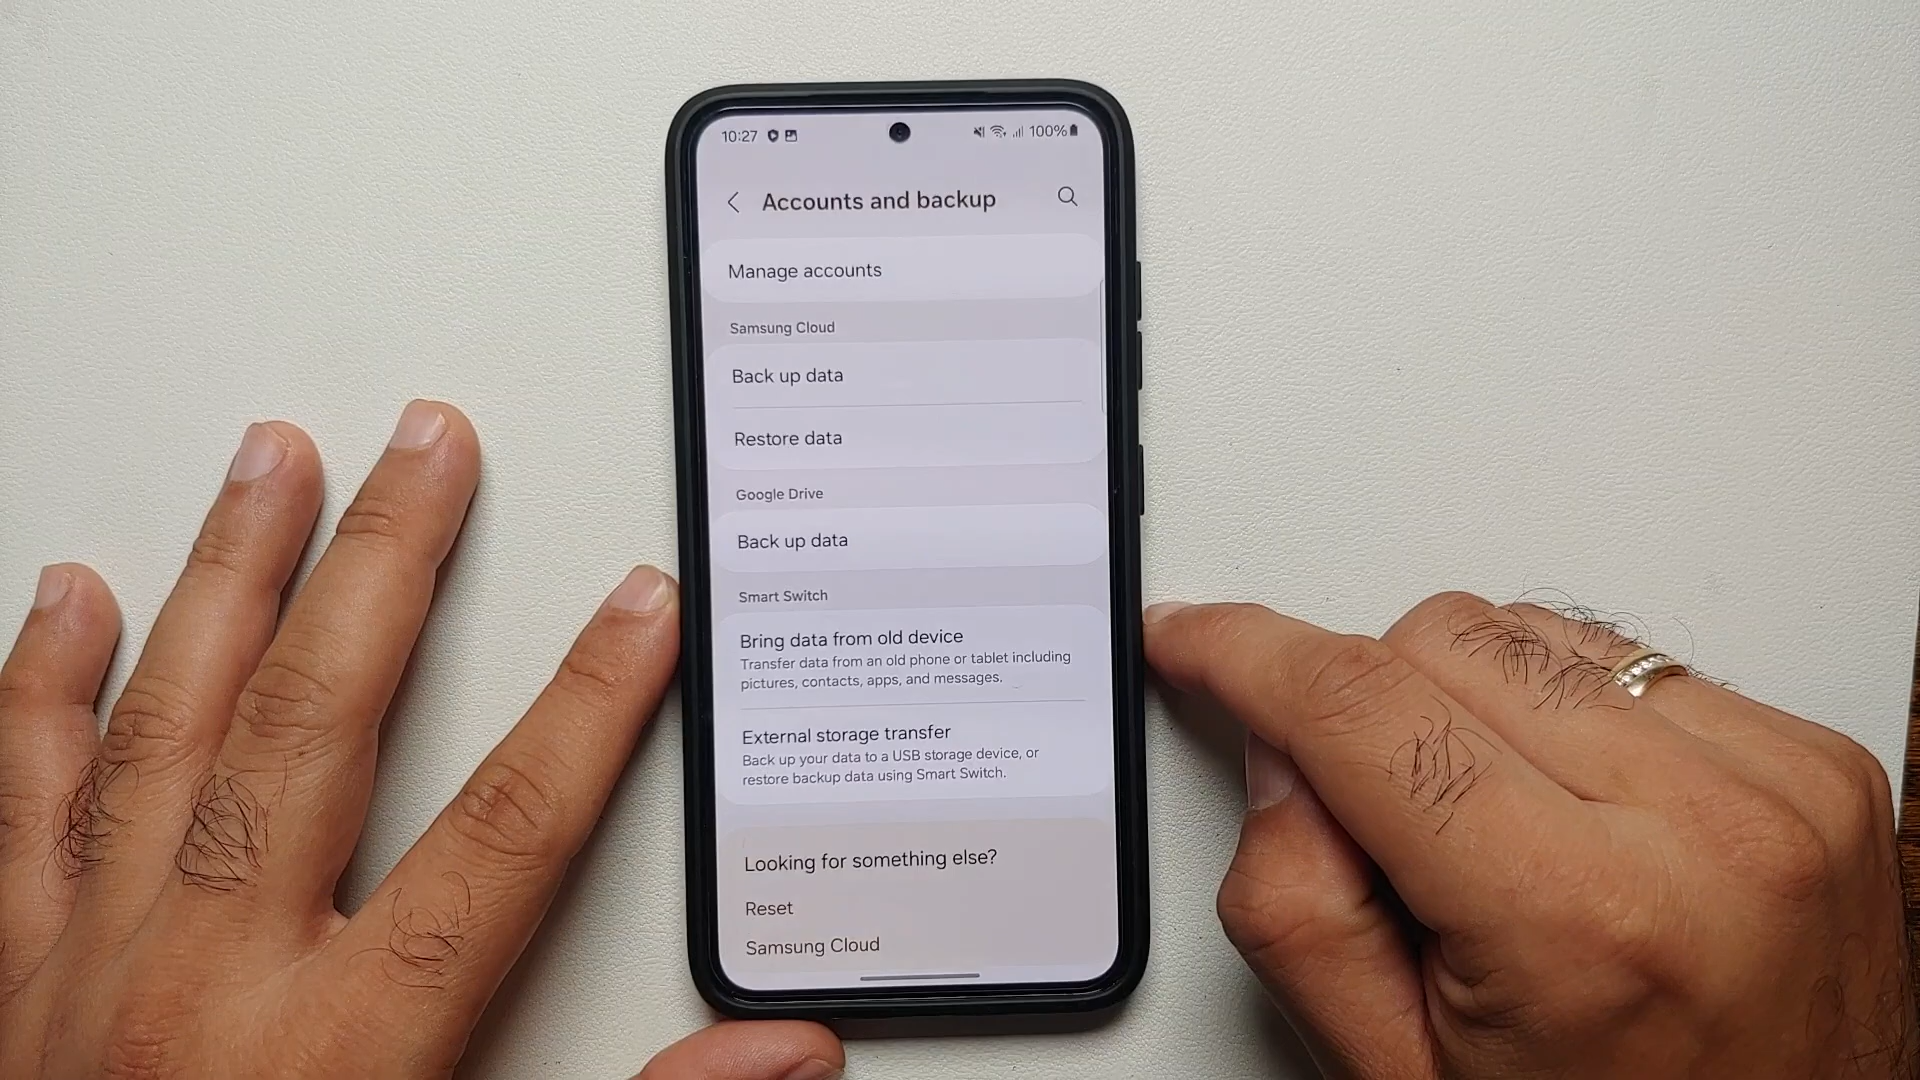 10:27
100%
Accounts and backup
Manage accounts
Samsung Cloud
Back up data
Restore data
Google Drive
Back up data
Smart Switch
Bring data from old device
Transfer data from an old phone or tablet including
pictures, contacts, apps, and messages.
External storage transfer
Back up your data to a USB storage device, or
restore backup data using Smart Switch.
Looking for something else?
Reset
Samsung Cloud